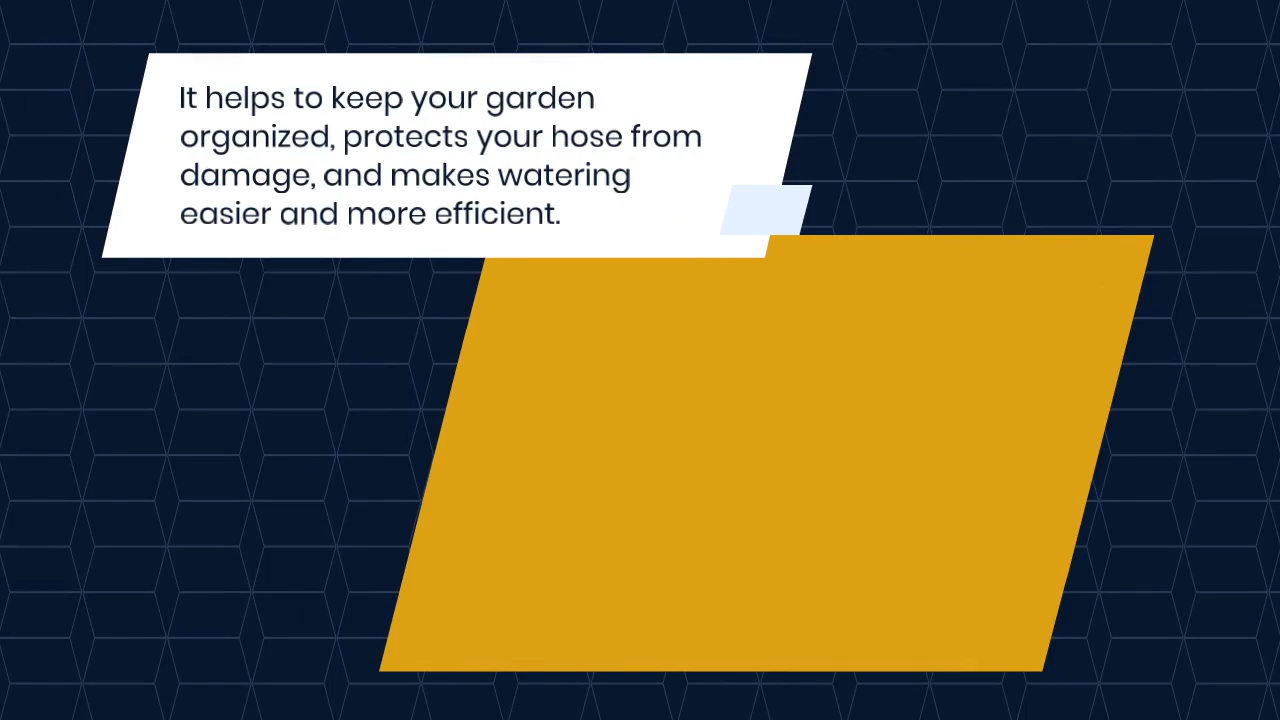 It helps to keep your garden
organized, protects your hose from
damage, and makes watering
easier and more efficient.